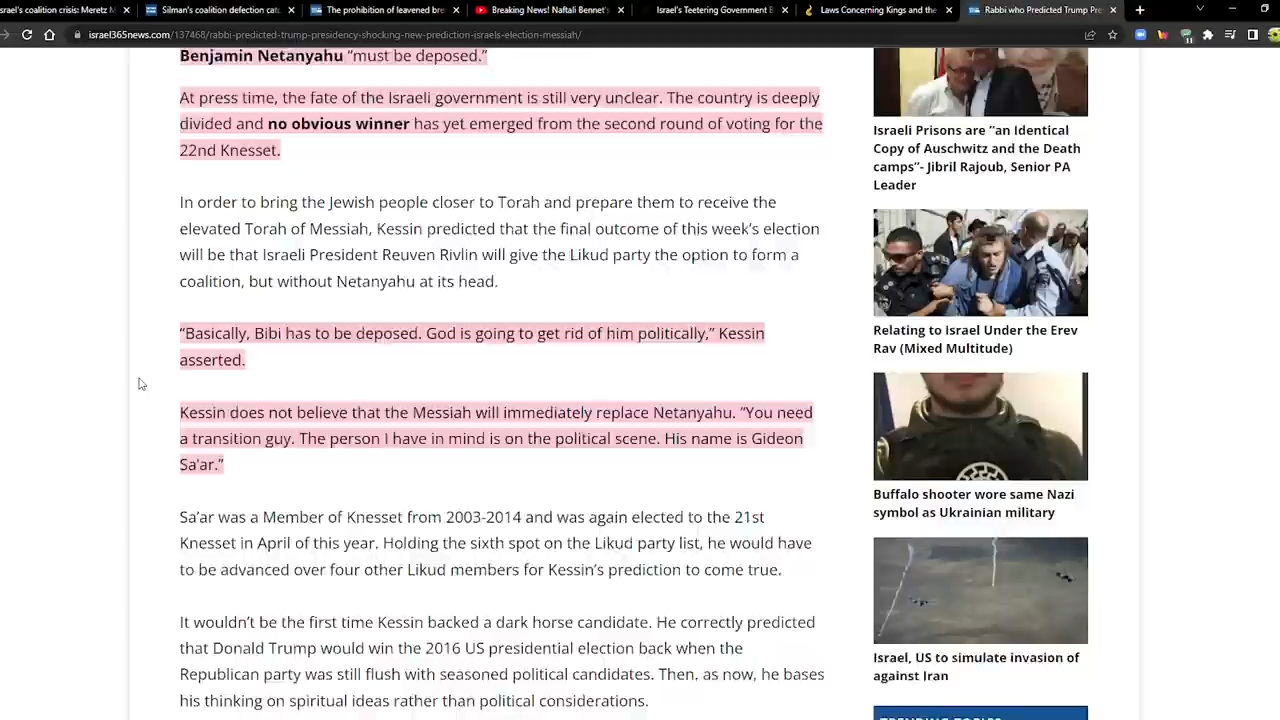 srael's coalition crisis: Meretz M
Silman's coalition defection cat
The prohibition of leavened bre
Breaking News! Naftali Bennet's
Israel's Teetering Government B
Laws Concerning Kings and the
Rabbi who Predicted Trump Pre
israel365news.com/137468/rabbi-predicted-trump-presidency-shocking-new-prediction-israels-election-messiah/
Benjamin Netanyahu “must be deposed.”
At press time, the fate of the Israeli government is still very unclear. The country is deeply
divided and no obvious winner has yet emerged from the second round of voting for the
22nd Knesset.
In order to bring the Jewish people closer to Torah and prepare them to receive the
elevated Torah of Messiah, Kessin predicted that the final outcome of this week’s election
will be that Israeli President Reuven Rivlin will give the Likud party the option to form a
coalition, but without Netanyahu at its head.
“Basically, Bibi has to be deposed. God is going to get rid of him politically,” Kessin
asserted.
Kessin does not believe that the Messiah will immediately replace Netanyahu. “You need
a transition guy. The person I have in mind is on the political scene. His name is Gideon
Sa’ar.”
Sa’ar was a Member of Knesset from 2003-2014 and was again elected to the 21st
Knesset in April of this year. Holding the sixth spot on the Likud party list, he would have
to be advanced over four other Likud members for Kessin’s prediction to come true.
It wouldn’t be the first time Kessin backed a dark horse candidate. He correctly predicted
that Donald Trump would win the 2016 US presidential election back when the
Republican party was still flush with seasoned political candidates. Then, as now, he bases
his thinking on spiritual ideas rather than political considerations.
Israeli Prisons are ”an Identical
Copy of Auschwitz and the Death
camps”- Jibril Rajoub, Senior PA
Leader
Relating to Israel Under the Erev
Rav (Mixed Multitude)
Buffalo shooter wore same Nazi
symbol as Ukrainian military
Israel, US to simulate invasion of
against Iran
TRENDING TOPICS